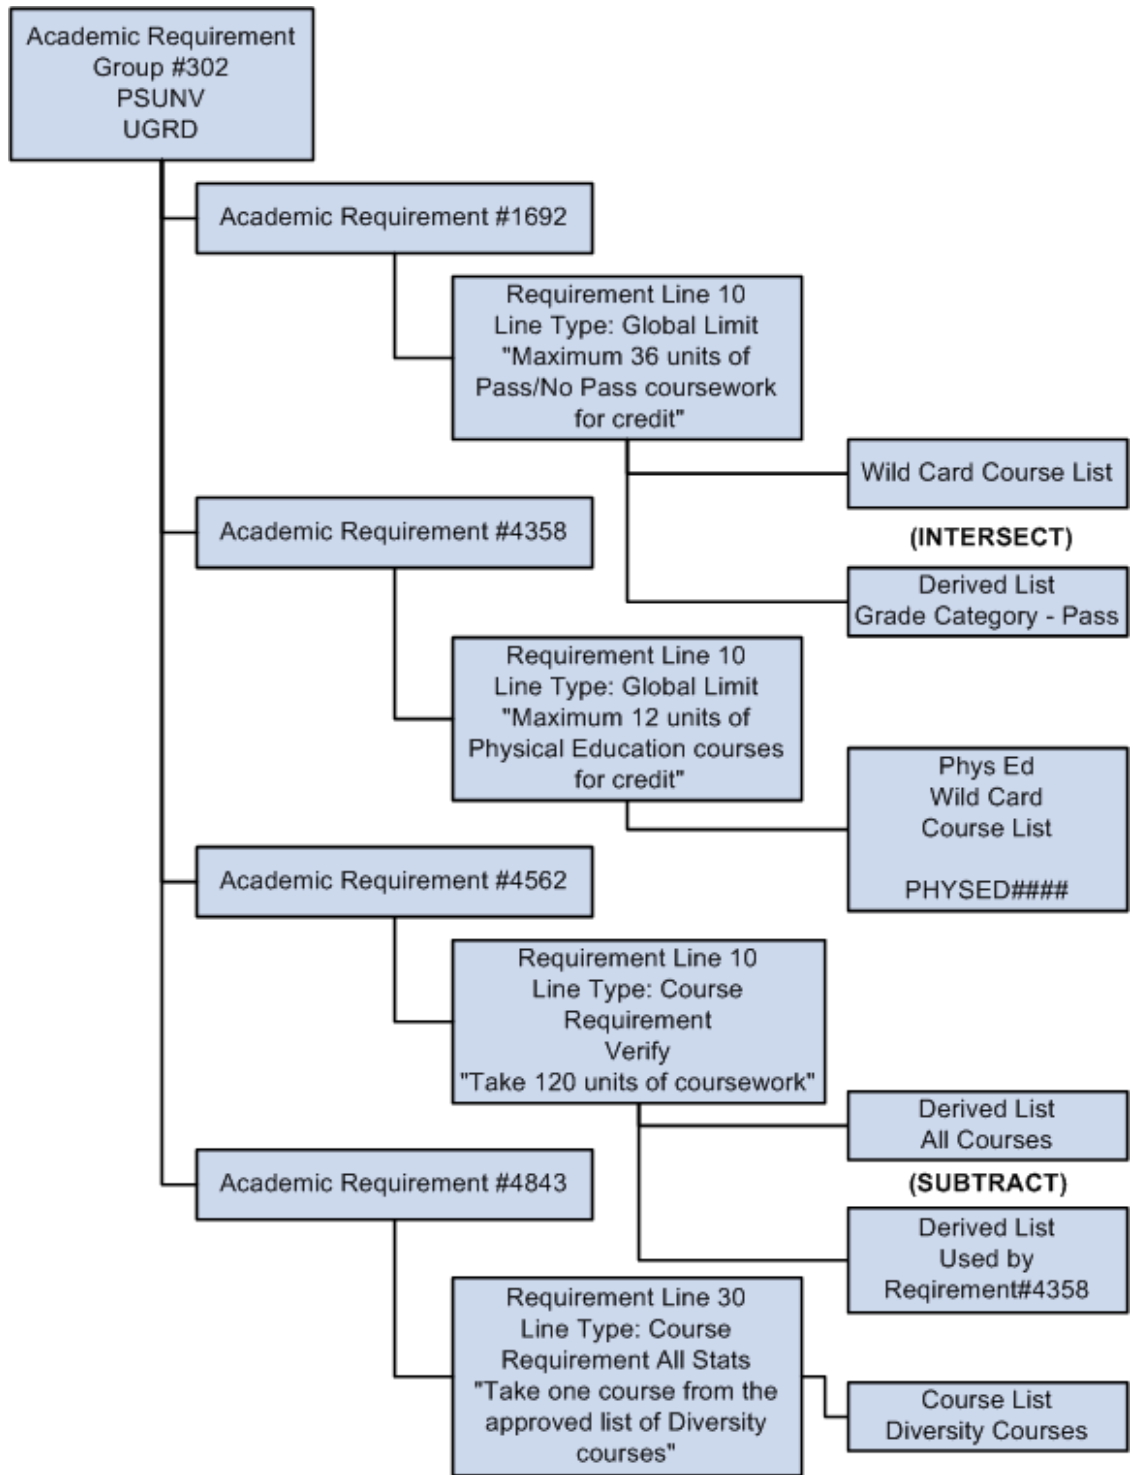 Academic Requirement
Group #302
PSUNV
UGRD
Academic Requirement #1692
Requirement Line 10
Line Type: Global Limit
"Maximum 36 units of
Pass/No Pass coursework
for credit"
Wild Card Course List
(INTERSECT)
Derived List
Grade Category - Pass
Academic Requirement #4358
Requirement Line 10
Line Type: Global Limit
"Maximum 12 units of
Physical Education courses
for credit"
Phys Ed
Wild Card
Course List
PHYSED####
Academic Requirement #4562
Requirement Line 10
Line Type: Course
Requirement
Verify
"Take 120 units of coursework"
Derived List
All Courses
(SUBTRACT)
Derived List
Used by
Reqirement#4358
Academic Requirement #4843
Requirement Line 30
Line Type: Course
Requirement All Stats
"Take one course from the
approved list of Diversity
courses"
Course List
Diversity Courses